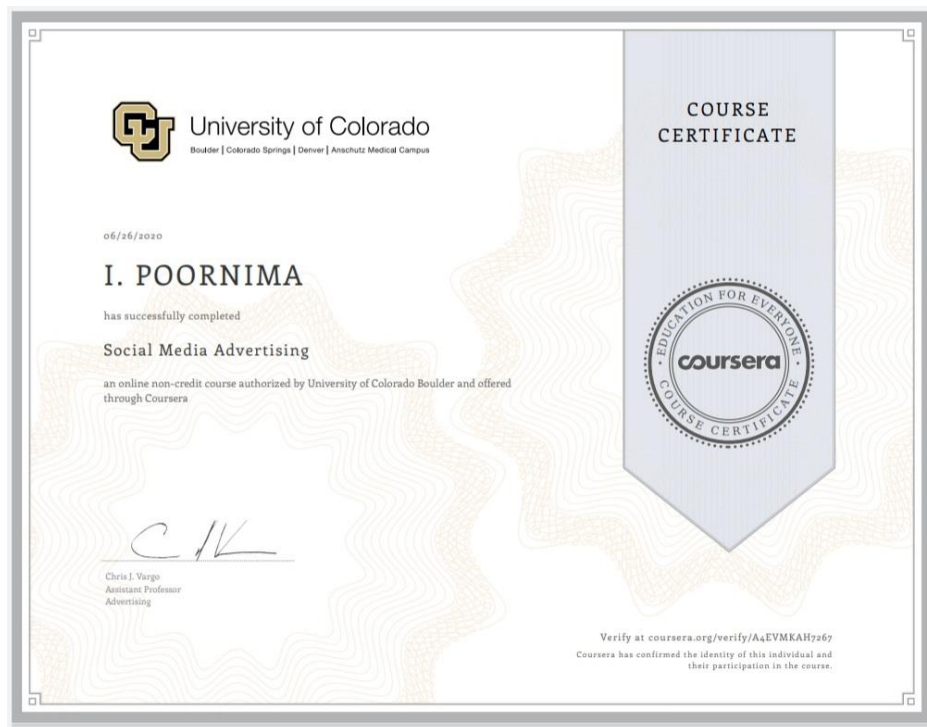 University of Colorado
Boulder | Colorado Springs | Denver | Anschutz Medical Campus
COURSE
CERTIFICATE
06/26/2020
I. POORNIMA
has successfully completed
Social Media Advertising
an online non-credit course authorized by University of Colorado Boulder and offered
through Coursera
EDUCATION FOR EVERYONE
coursera
COURSE CERTIFICATE
Chris J. Vargo
Assistant Professor
Advertising
Verify at coursera.org/verify/A4EVMKAH7267
Coursera has confirmed the identity of this individual and
their participation in the course.